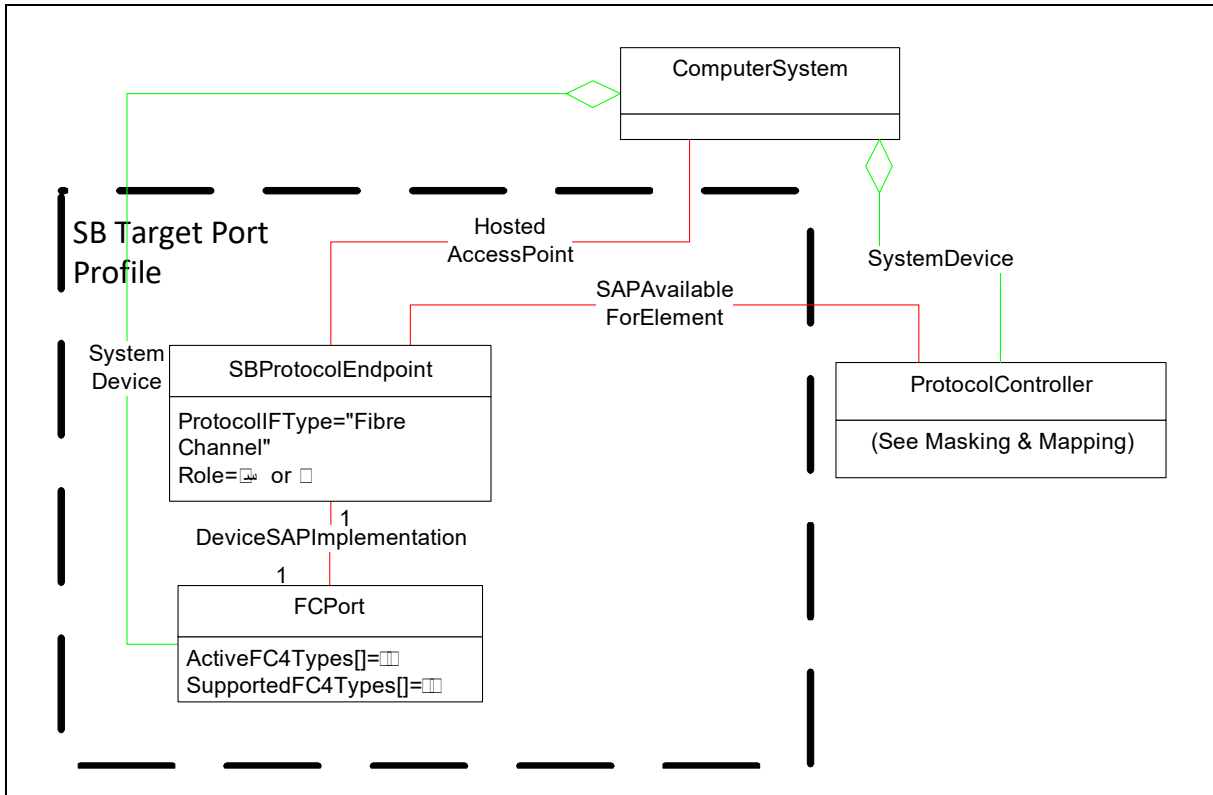 ComputerSystem
SB Target Port
Profile
Hosted
AccessPoint
SystemDevice
SAPAvailable
ForElement
System
Device
SBProtocolEndpoint
ProtocolIFType="Fibre
Channel"
Role= or
ProtocolController
(See Masking & Mapping)
1
DeviceSAPImplementation
1
FCPort
ActiveFC4Types[]=
SupportedFC4Types[]=